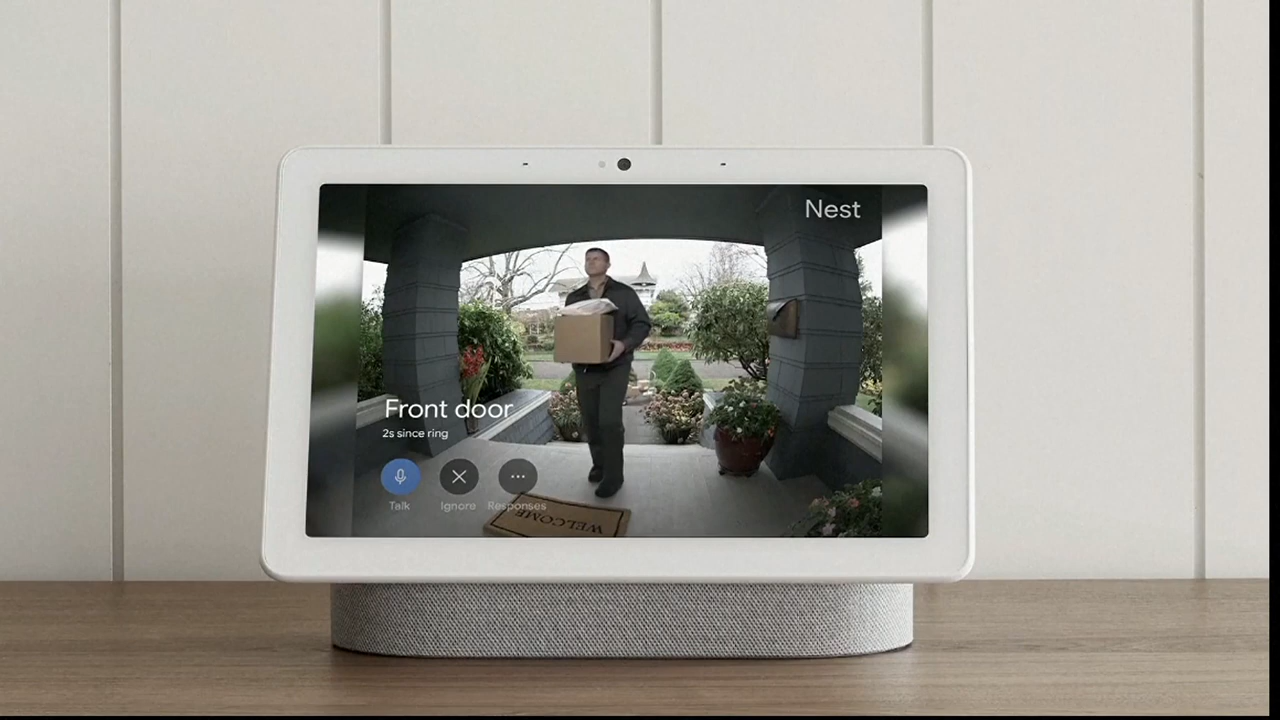 Nest
Front door
2s since ring
Talk
Ignore
Responses
WELCOME